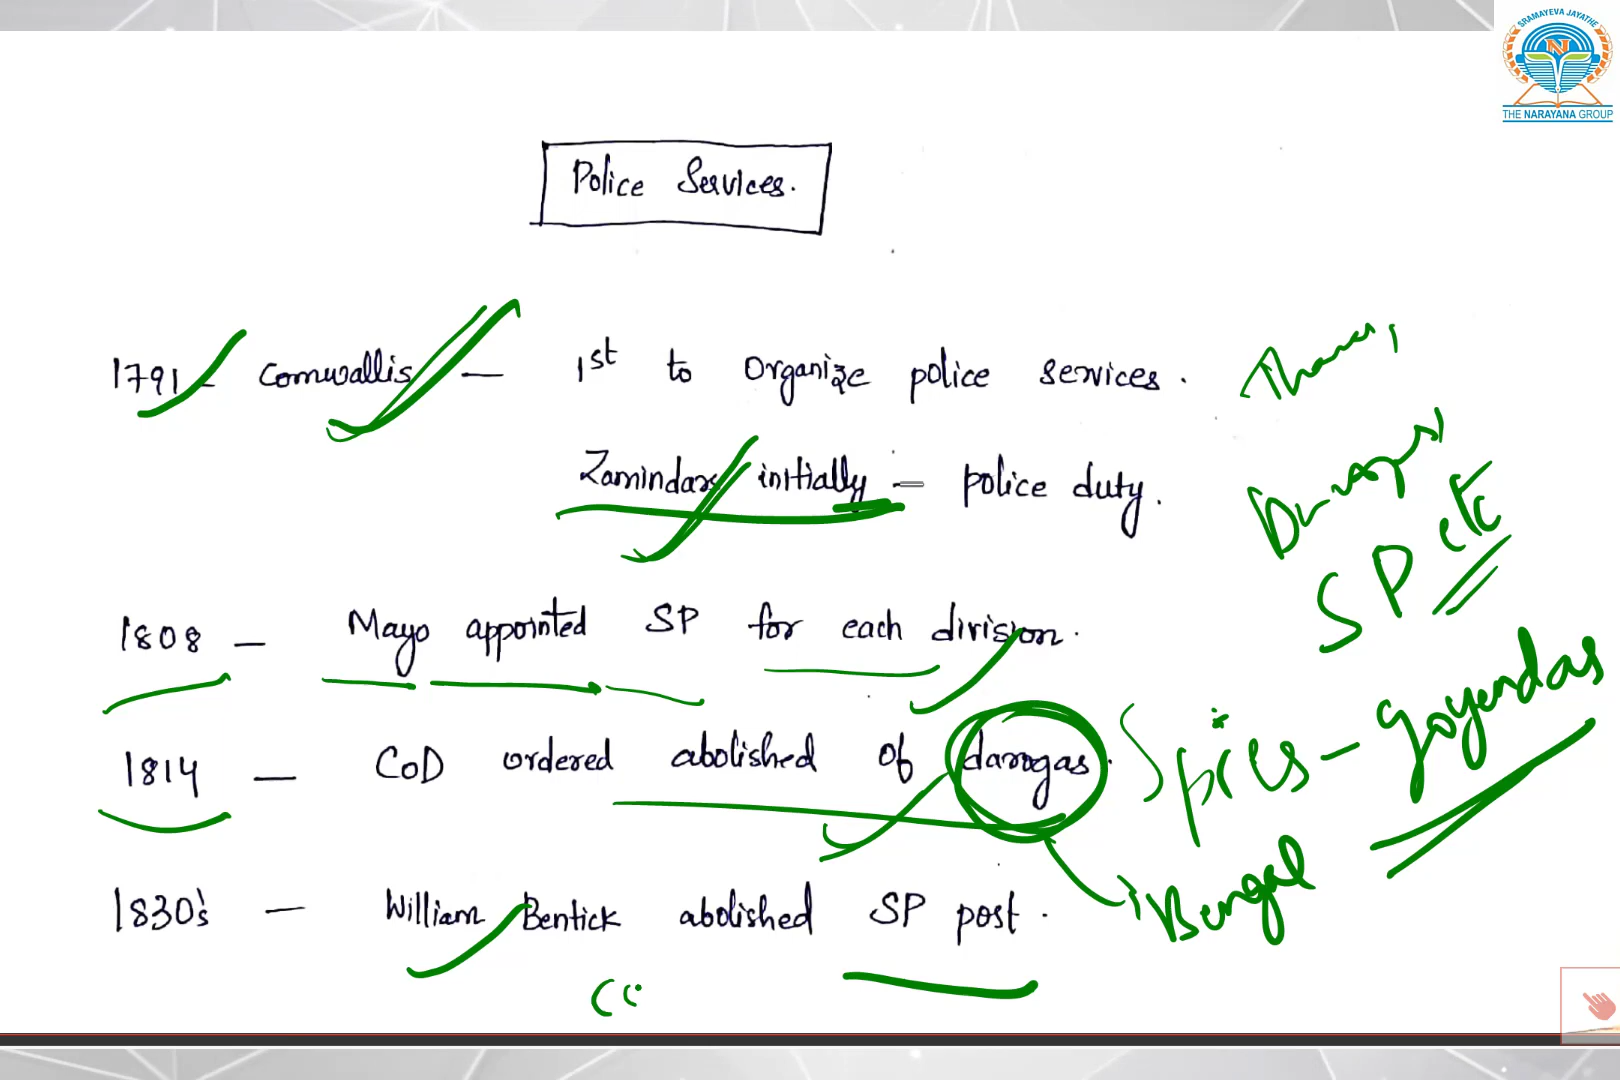 SRAMAYEVA JAYATHE
N
THE NARAYANA GROUP
Police Services.
1791 - Cornwallis — 1st to organize police services.
Zamindars initially — police duty.
SP etc
1808 — Mayo appointed SP for each division.
1814 — CoD ordered abolished of darogas.
Spies - goyendas
Bengal
1830's — William Bentick abolished SP post.